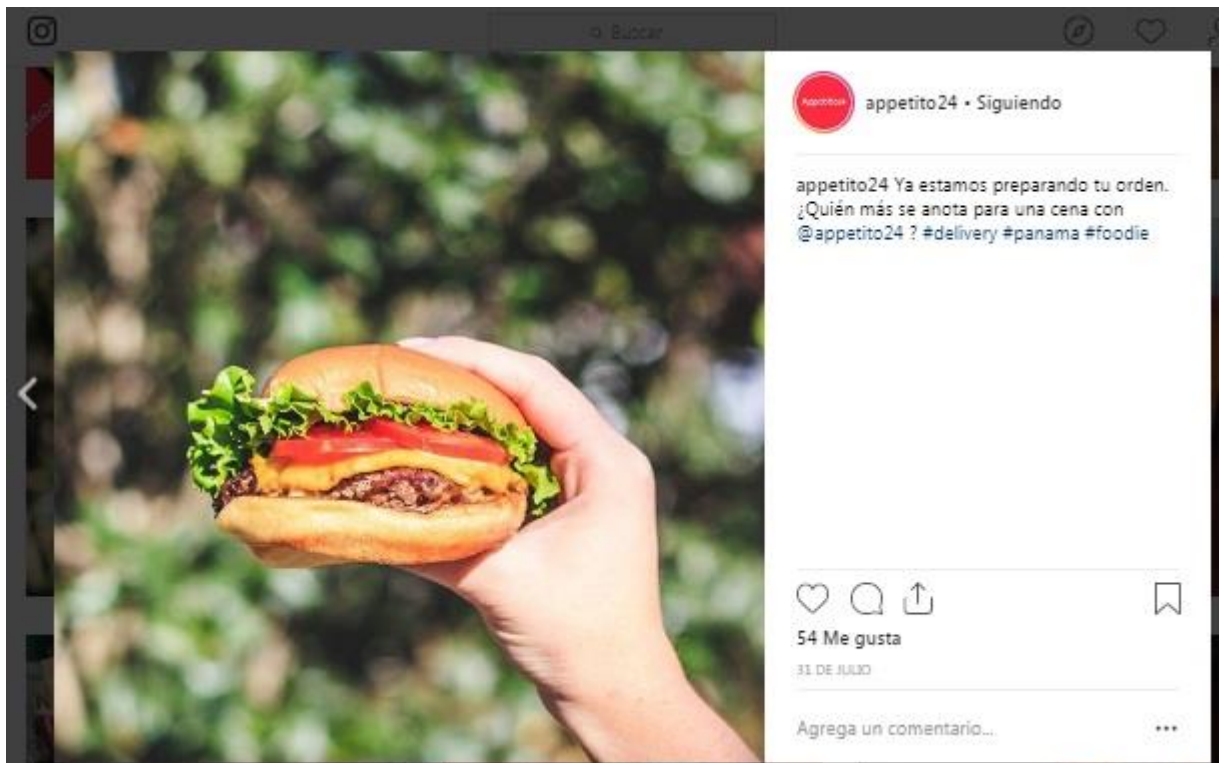 Buscar
appetito24 • Siguiendo
appetito24 Ya estamos preparando tu orden.
¿Quién más se anota para una cena con
@appetito24 ? #delivery #panama #foodie
54 Me gusta
31 DE JULIO
Agrega un comentario...